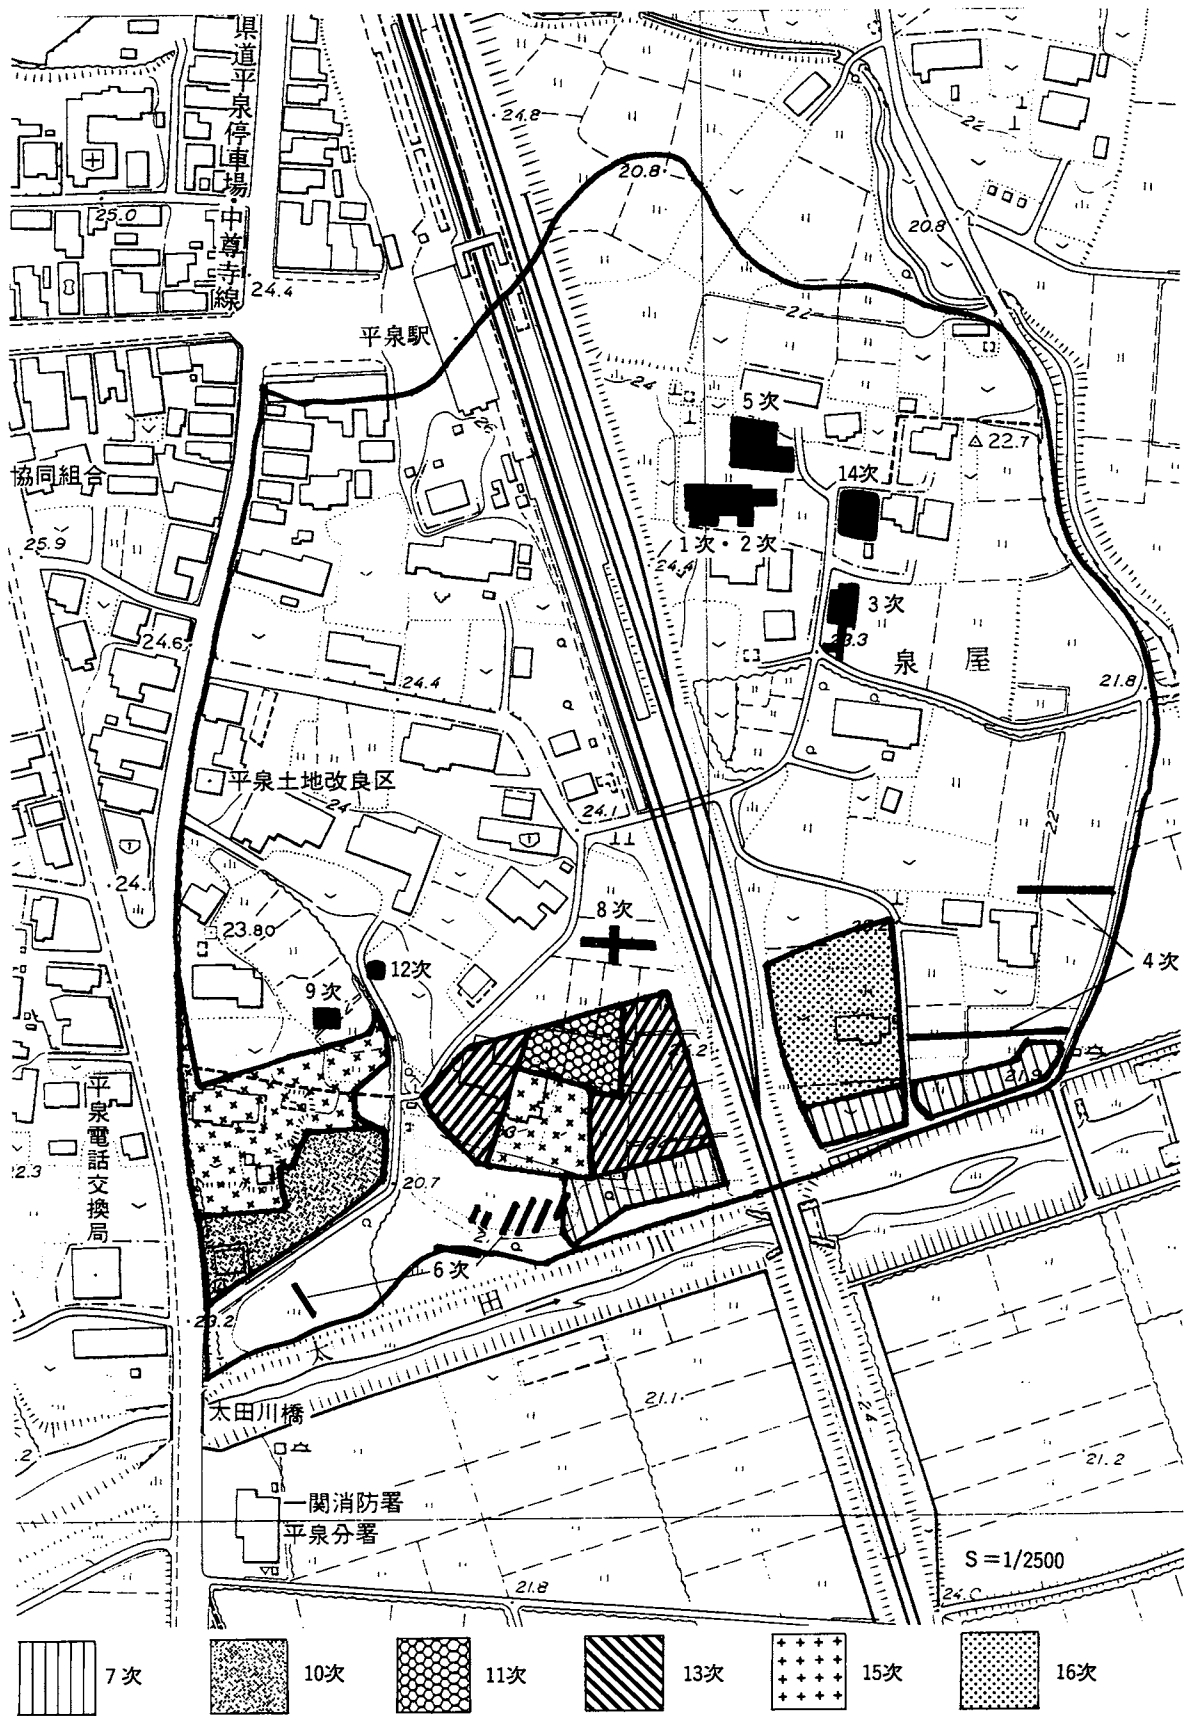 県道平泉停車場・中尊寺線
24.8
22
20.8
25.0
20.8
24.4
22
平泉駅
24
5次
26
△22.7
協同組合
14次
25.9
1次・2次
24.4
3次
23.3
泉屋
24.6
24.4
21.8
平泉土地改良区
24
24.1
22
24.
8次
23.80
12次
4次
9次
21.9
平泉電話交換局
20.7
6次
川
田
23.2
太
太田川橋
21.1
24
21.2
一関消防署
平泉分署
S=1/2500
21.8
7次
10次
11次
13次
15次
16次